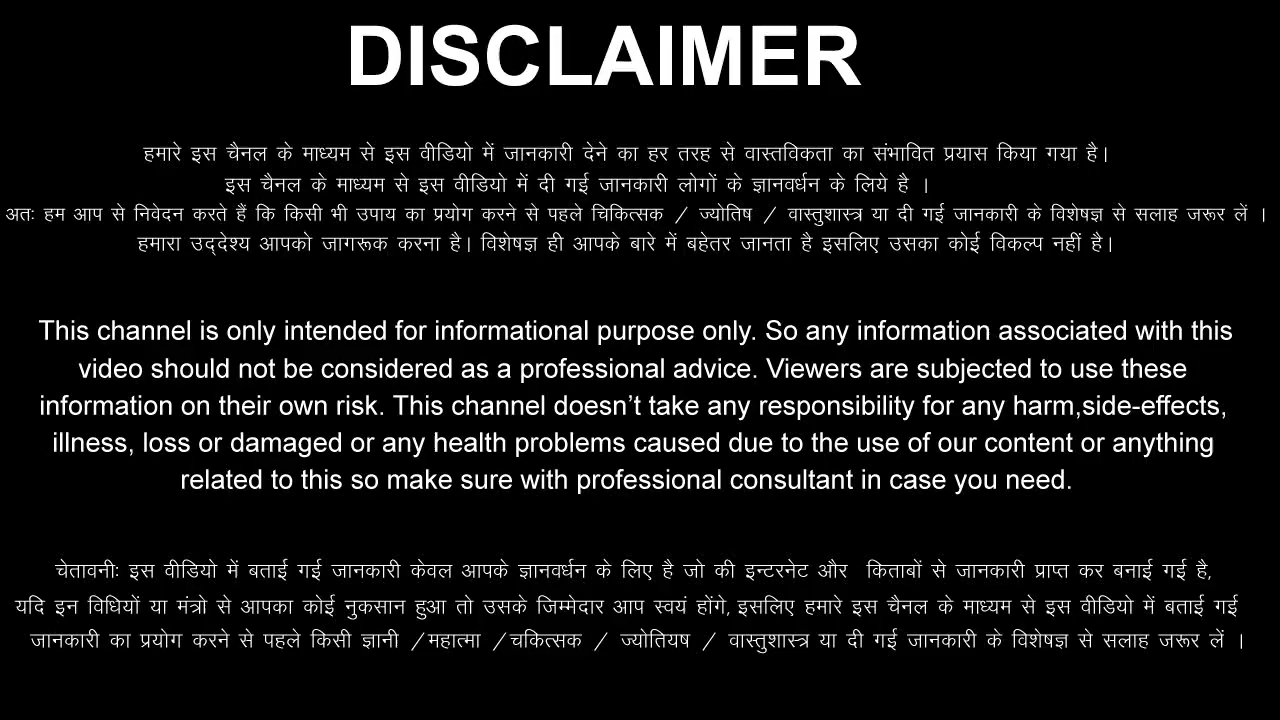 DISCLAIMER
हमारे इस चैनल के माध्यम से इस वीडियो में जानकारी देने का हर तरह से वास्तविकता का संभावित प्रयास किया गया है।
इस चैनल के माध्यम से इस वीडियो में दी गई जानकारी लोगों के ज्ञानवर्धन के लिये है ।
अतः हम आप से निवेदन करते हैं कि किसी भी उपाय का प्रयोग करने से पहले चिकित्सक / ज्योतिष / वास्तुशास्त्र या दी गई जानकारी के विशेषज्ञ से सलाह जरूर लें ।
हमारा उद्देश्य आपको जागरूक करना है। विशेषज्ञ ही आपके बारे में बहेतर जानता है इसलिए उसका कोई विकल्प नहीं है।
This channel is only intended for informational purpose only. So any information associated with this
video should not be considered as a professional advice. Viewers are subjected to use these
information on their own risk. This channel doesn’t take any responsibility for any harm,side-effects,
illness, loss or damaged or any health problems caused due to the use of our content or anything
related to this so make sure with professional consultant in case you need.
चेतावनीः इस वीडियो में बताई गई जानकारी केवल आपके ज्ञानवर्धन के लिए है जो की इन्टरनेट और किताबों से जानकारी प्राप्त कर बनाई गई है,
यदि इन विधियों या मंत्रो से आपका कोई नुकसान हुआ तो उसके जिम्मेदार आप स्वयं होंगे, इसलिए हमारे इस चैनल के माध्यम से इस वीडियो में बताई गई
जानकारी का प्रयोग करने से पहले किसी ज्ञानी /महात्मा /चकित्सक / ज्योतियष / वास्तुशास्त्र या दी गई जानकारी के विशेषज्ञ से सलाह जरूर लें ।